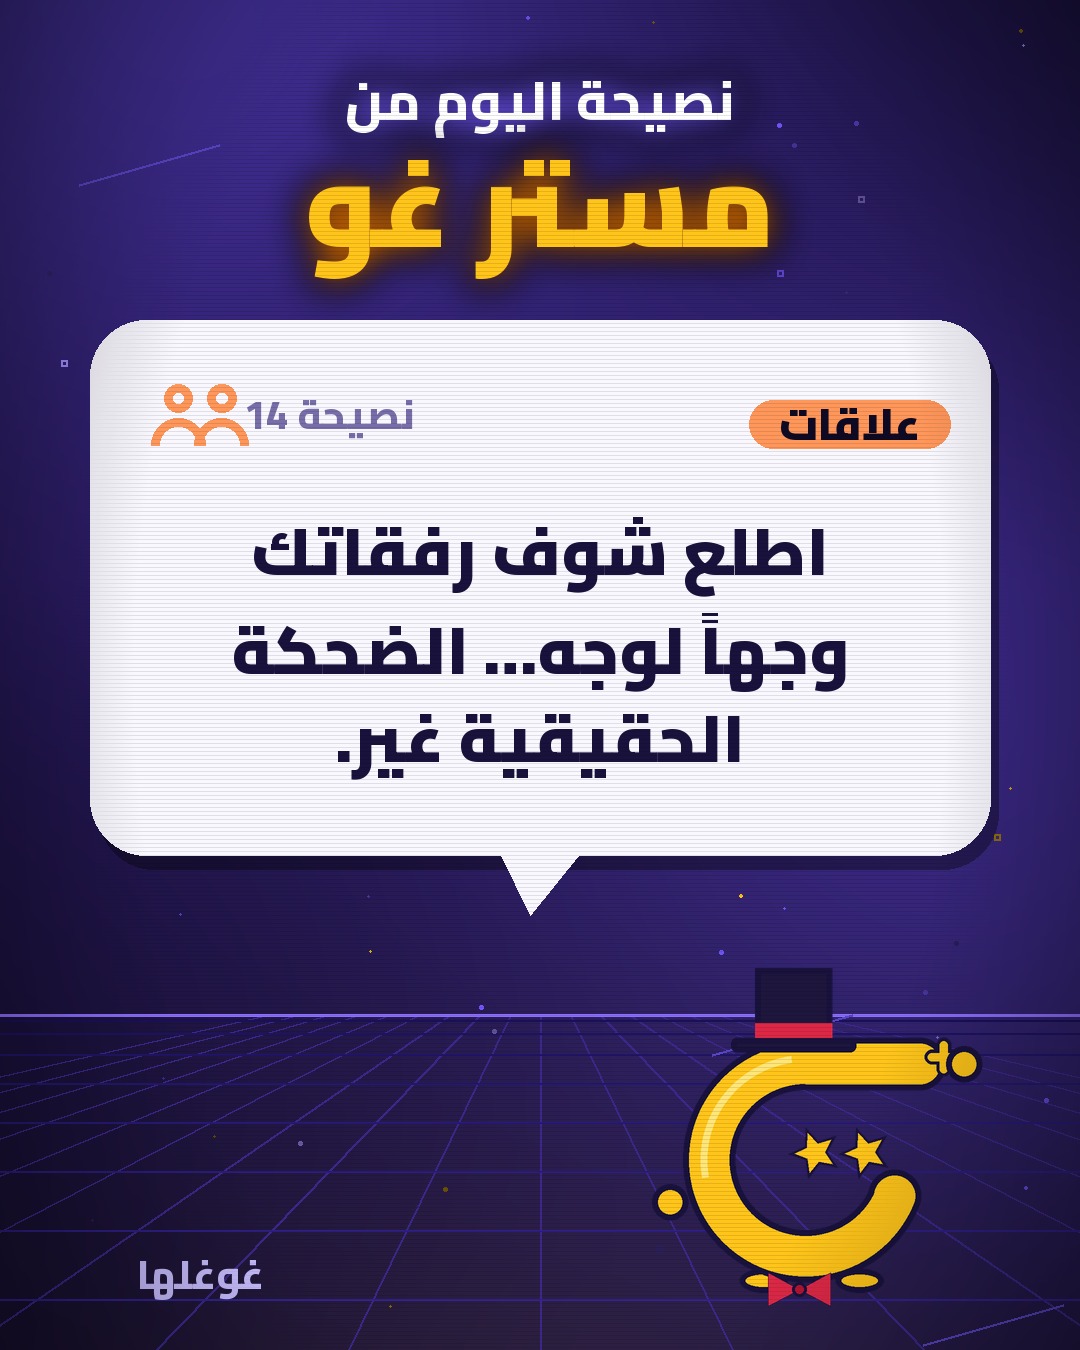 نصيحة اليوم من
مستر غو
علاقات
نصيحة 14
اطلع شوف رفقاتك
وجهاً لوجه... الضحكة
الحقيقية غير.
غوغلها